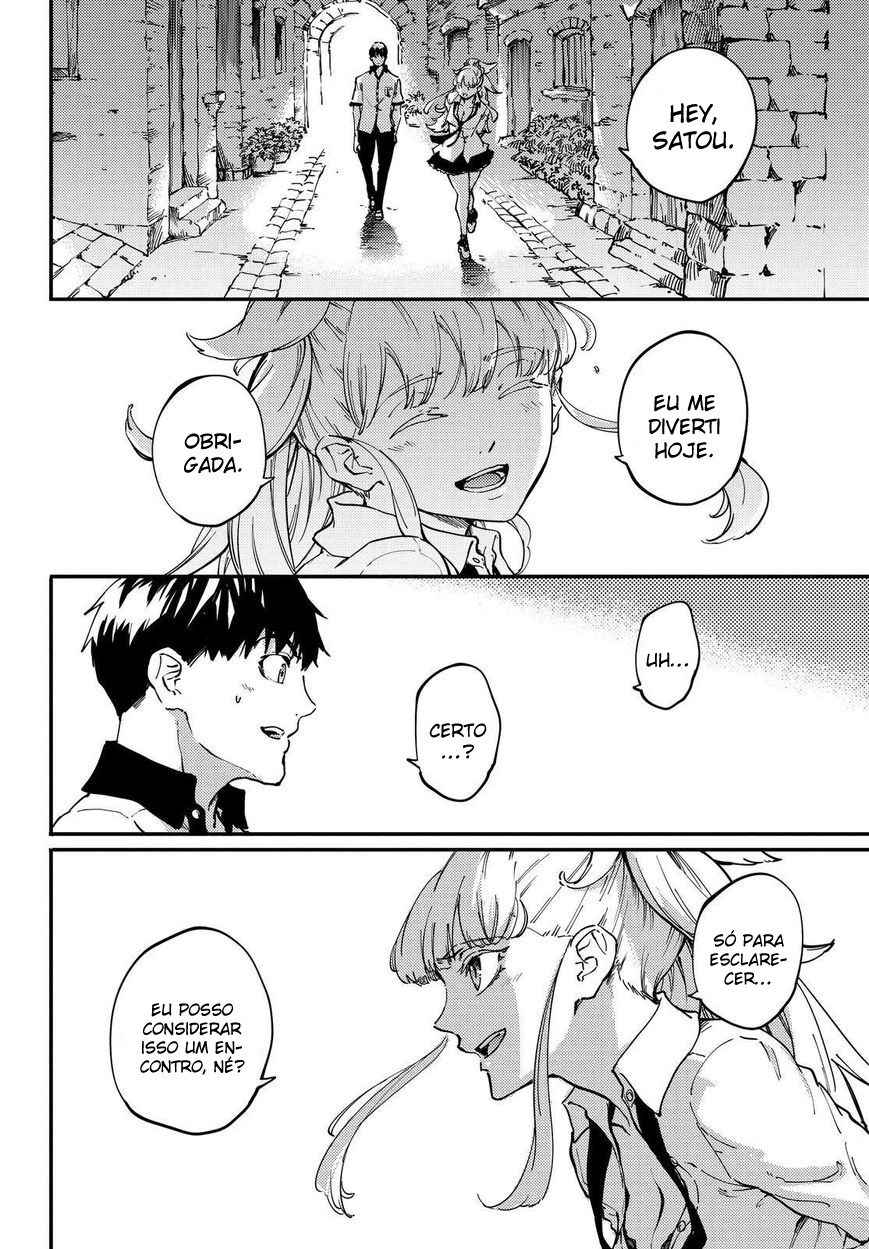 HEY,
SATOU.
EU ME
DIVERTI
HOJE.
OBRI-
GADA.
UH...
CERTO
...?
SÓ PARA
ESCLARE-
CER...
EU POSSO
CONSIDERAR
ISSO UM EN-
CONTRO, NÉ?